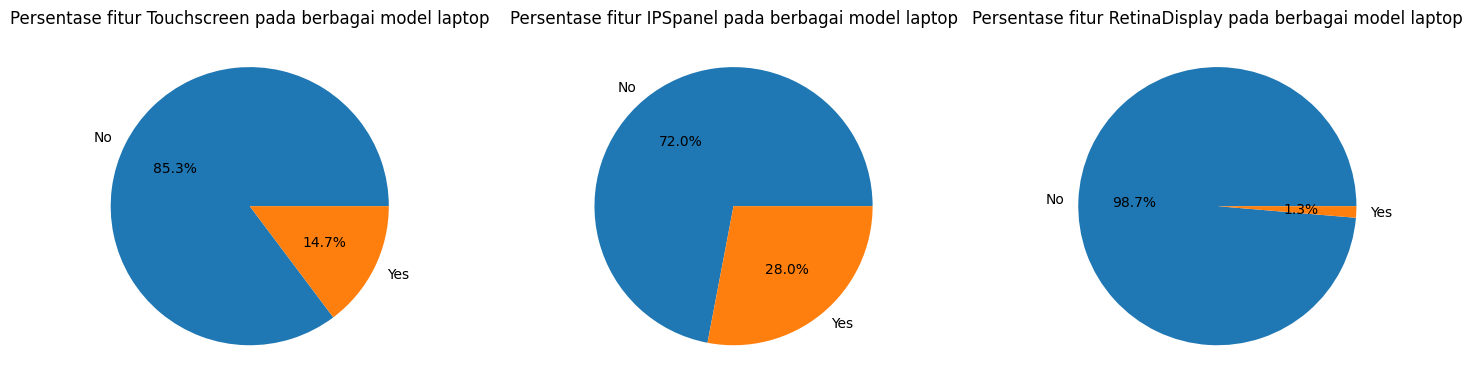 Persentase fitur Touchscreen pada berbagai model laptop
No
85.3%
14.7%
Yes
Persentase fitur IPSpanel pada berbagai model laptop
No
72.0%
28.0%
Yes
Persentase fitur RetinaDisplay pada berbagai model laptop
No
98.7%
1.3%
Yes